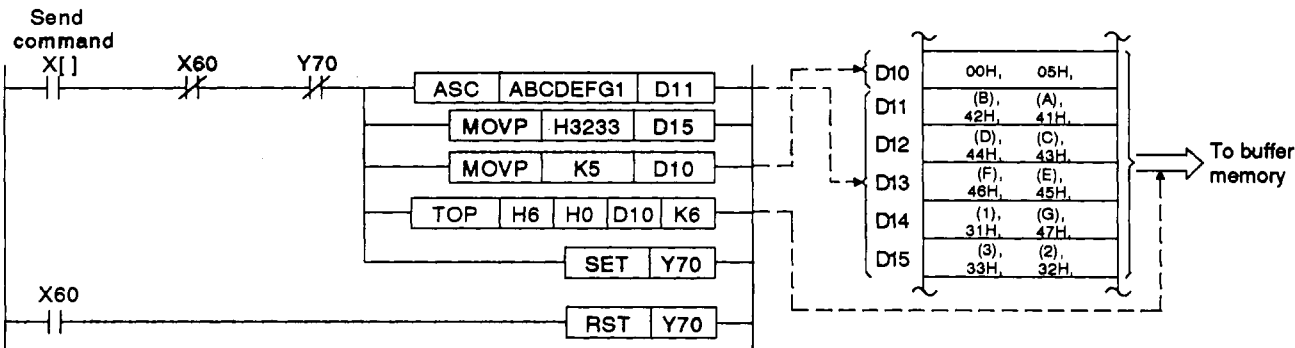 Send
command
X[ ] X60 Y70
ASC ABCDEFG1 D11
MOVP H3233 D15
MOVP K5 D10
TOP H6 H0 D10 K6
SET Y70
X60
RST Y70
D10 00H, 05H,
D11 (B), (A),
42H, 41H,
D12 (D), (C),
44H, 43H,
D13 (F), (E),
46H, 45H,
D14 (1), (G),
31H, 47H,
D15 (3), (2),
33H, 32H,
To buffer
memory